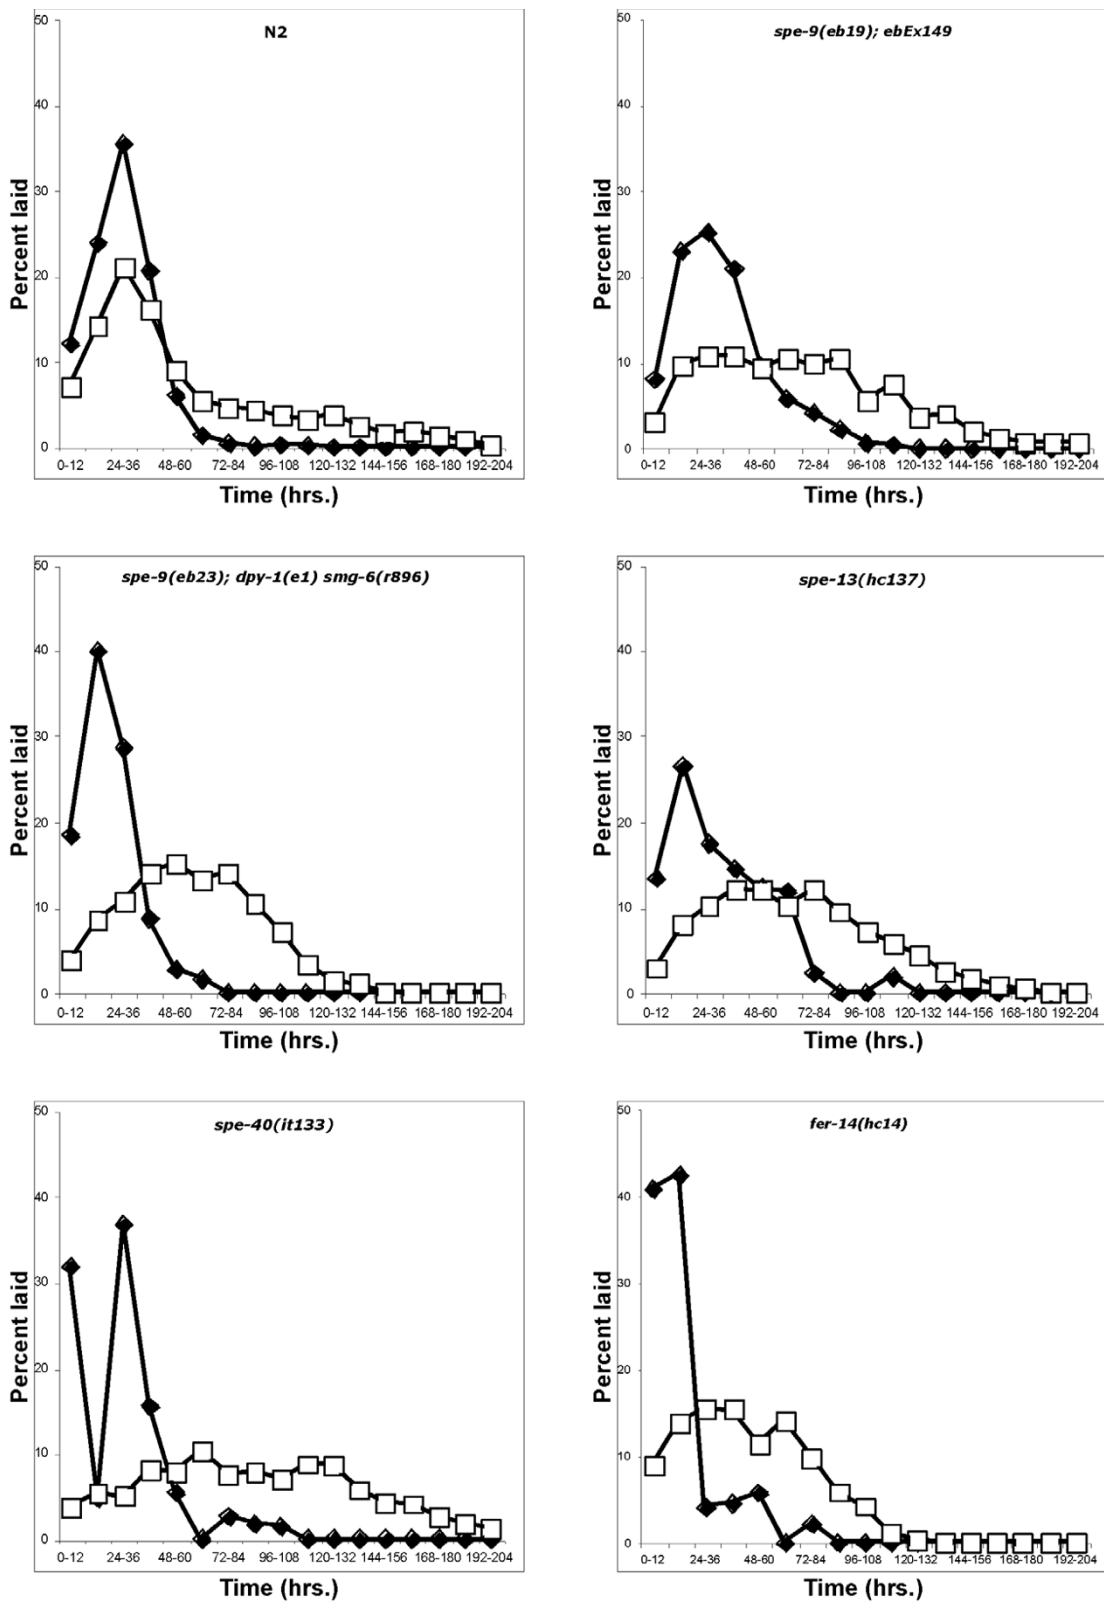 N2
Percent laid
50
40
30
20
10
0
0-12 24-36 48-60 72-84 96-108 120-132 144-156 168-180 192-204
Time (hrs.)
spe-9(eb19); ebEx149
Percent laid
50
40
30
20
10
0
0-12 24-36 48-60 72-84 96-108 120-132 144-156 168-180 192-204
Time (hrs.)
spe-9(eb23); dpy-1(e1) smg-6(r896)
Percent laid
50
40
30
20
10
0
0-12 24-36 48-60 72-84 96-108 120-132 144-156 168-180 192-204
Time (hrs.)
spe-13(hc137)
Percent laid
50
40
30
20
10
0
0-12 24-36 48-60 72-84 96-108 120-132 144-156 168-180 192-204
Time (hrs.)
spe-40(it133)
Percent laid
50
40
30
20
10
0
0-12 24-36 48-60 72-84 96-108 120-132 144-156 168-180 192-204
Time (hrs.)
fer-14(hc14)
Percent laid
50
40
30
20
10
0
0-12 24-36 48-60 72-84 96-108 120-132 144-156 168-180 192-204
Time (hrs.)